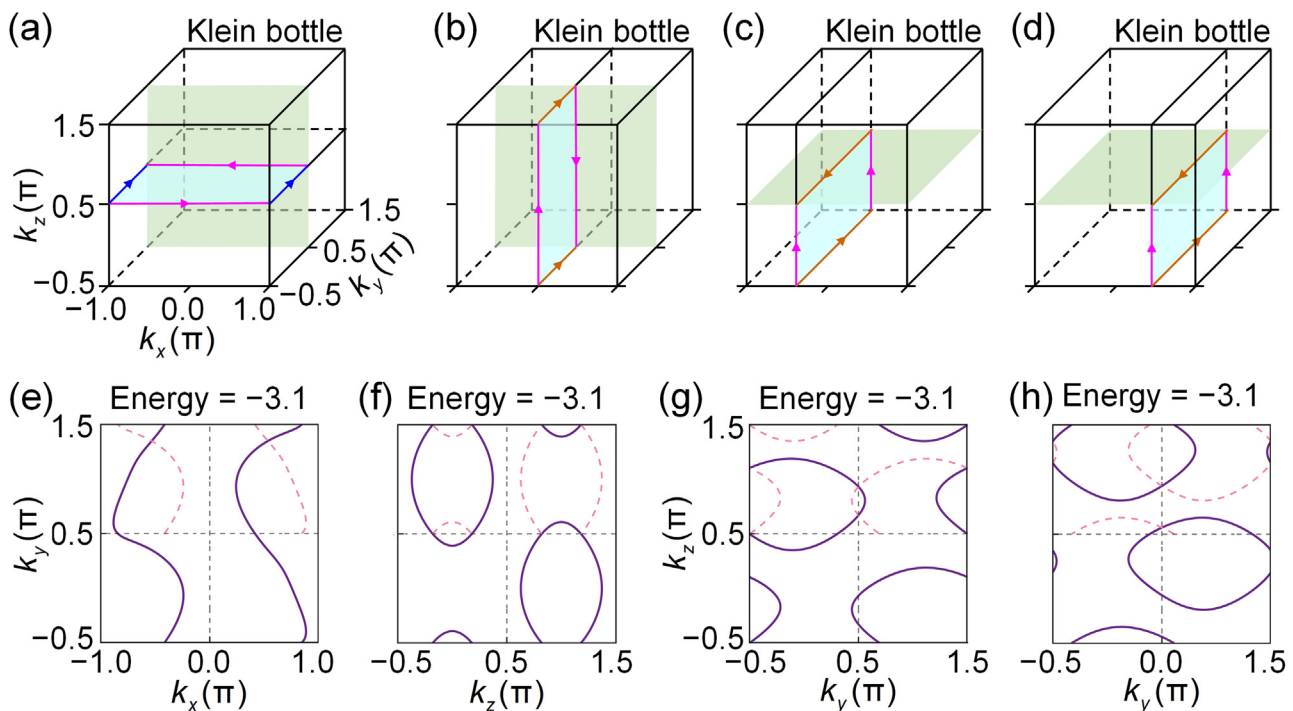 (a) Klein bottle
(b) Klein bottle
(c) Klein bottle
(d) Klein bottle
1.5
k_z(π)
0.5
−0.5
−1.0 0.0 1.0
k_x(π)
1.5
0.5
−0.5
k_y(π)
(e) Energy = −3.1
1.5
k_y(π)
0.5
−0.5
−1.0 0.0 1.0
k_x(π)
(f) Energy = −3.1
−0.5 0.5 1.5
k_z(π)
(g) Energy = −3.1
1.5
k_z(π)
0.5
−0.5
−0.5 0.5 1.5
k_y(π)
(h) Energy = −3.1
−0.5 0.0 1.5
k_y(π)